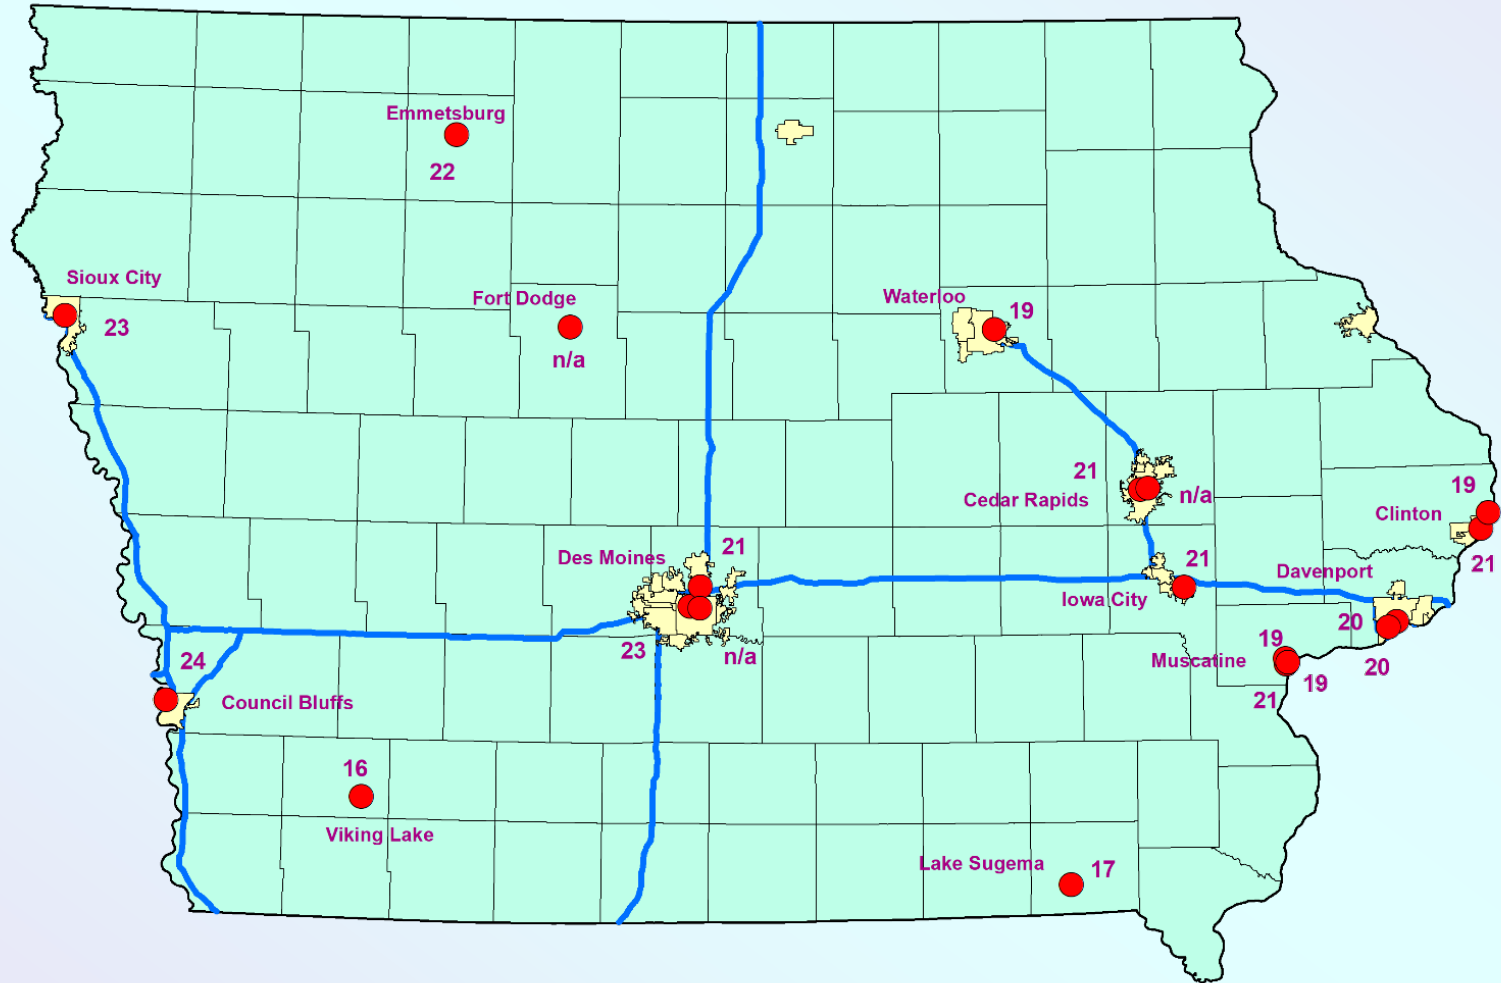 Emmetsburg
22
Sioux City
23
Fort Dodge
n/a
Waterloo
19
21
Cedar Rapids
n/a
19
Clinton
21
Des Moines
21
23
n/a
21
Iowa City
Davenport
20
20
19
Muscatine
19
21
24
Council Bluffs
16
Viking Lake
Lake Sugema
17